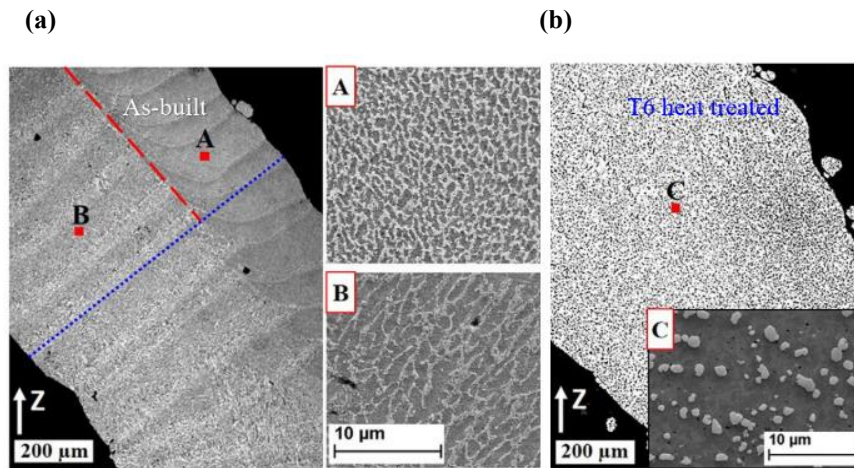 (a)
(b)
As-built
A
B
Z
200 µm
A
B
10 µm
T6 heat treated
C
Z
200 µm
C
10 µm